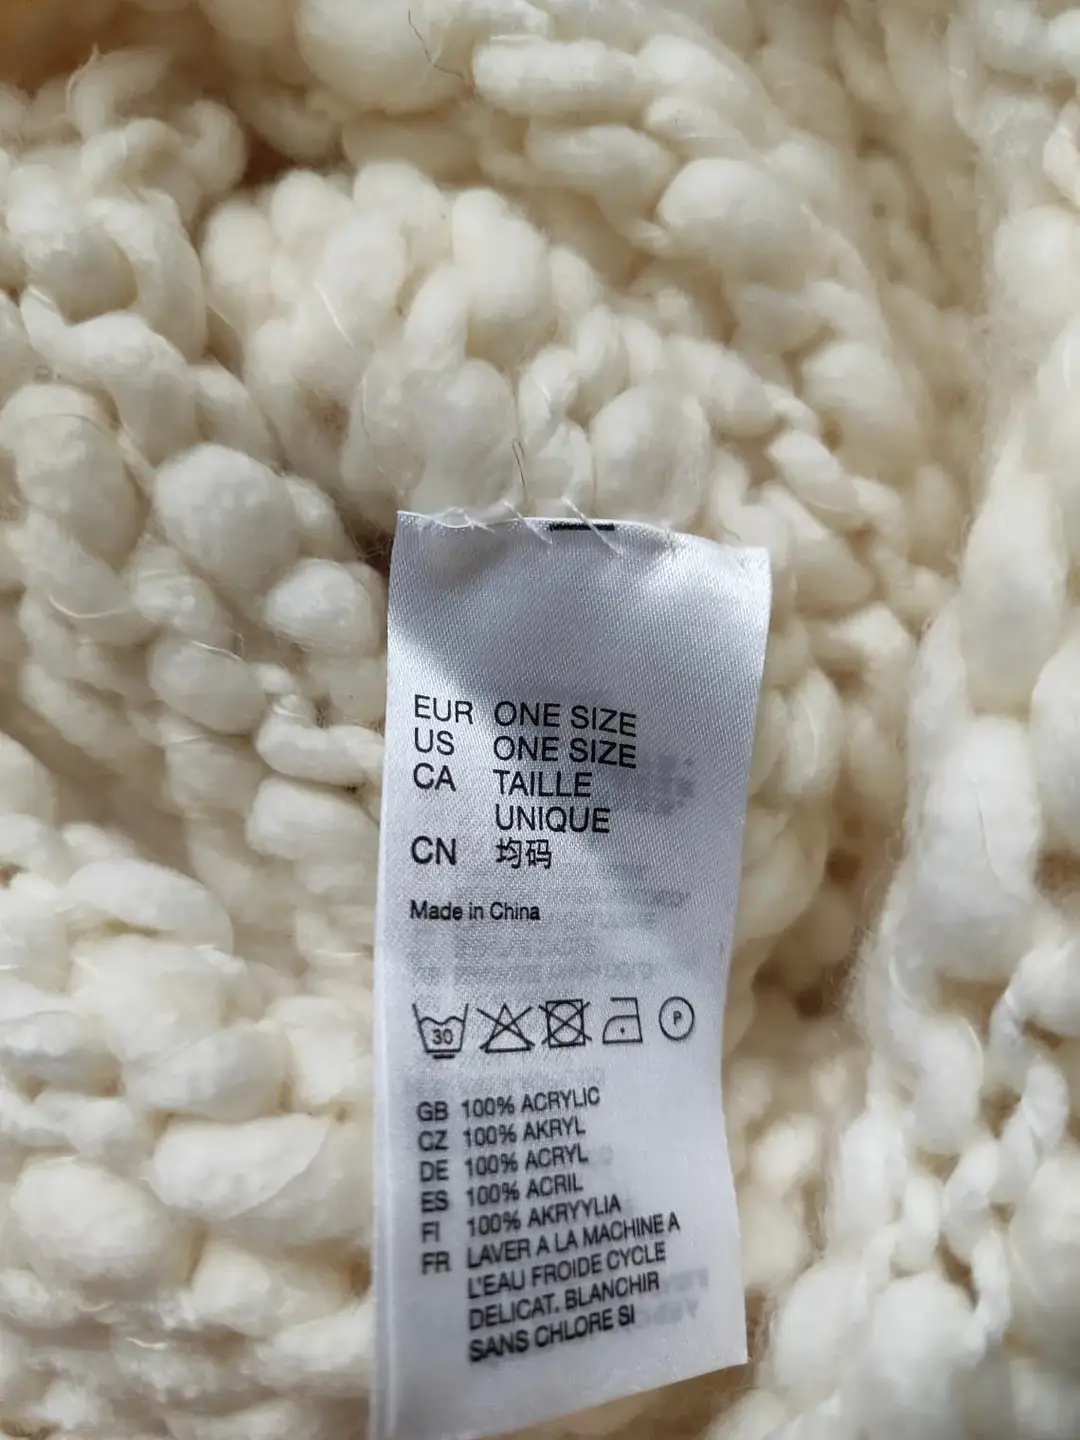 EUR ONE SIZE
US ONE SIZE
CA TAILLE
UNIQUE
CN 均码
Made in China
30 P
GB 100% ACRYLIC
CZ 100% AKRYL
DE 100% ACRYL
ES 100% ACRIL
FI 100% AKRYYLIA
FR LAVER A LA MACHINE A
L'EAU FROIDE CYCLE
DELICAT. BLANCHIR
SANS CHLORE SI